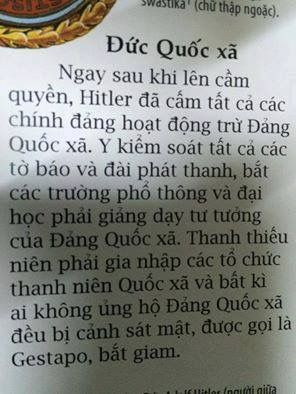 swastika¹ (chữ thập ngoặc).
Đức Quốc xã
Ngay sau khi lên cầm
quyền, Hitler đã cấm tất cả các
chính đảng hoạt động trừ Đảng
Quốc xã. Y kiểm soát tất cả các
tờ báo và đài phát thanh, bắt
các trường phổ thông và đại
học phải giảng dạy tư tưởng
của Đảng Quốc xã. Thanh thiếu
niên phải gia nhập các tổ chức
thanh niên Quốc xã và bất kì
ai không ủng hộ Đảng Quốc xã
đều bị cảnh sát mật, được gọi là
Gestapo, bắt giam.
Hitler (người giữa